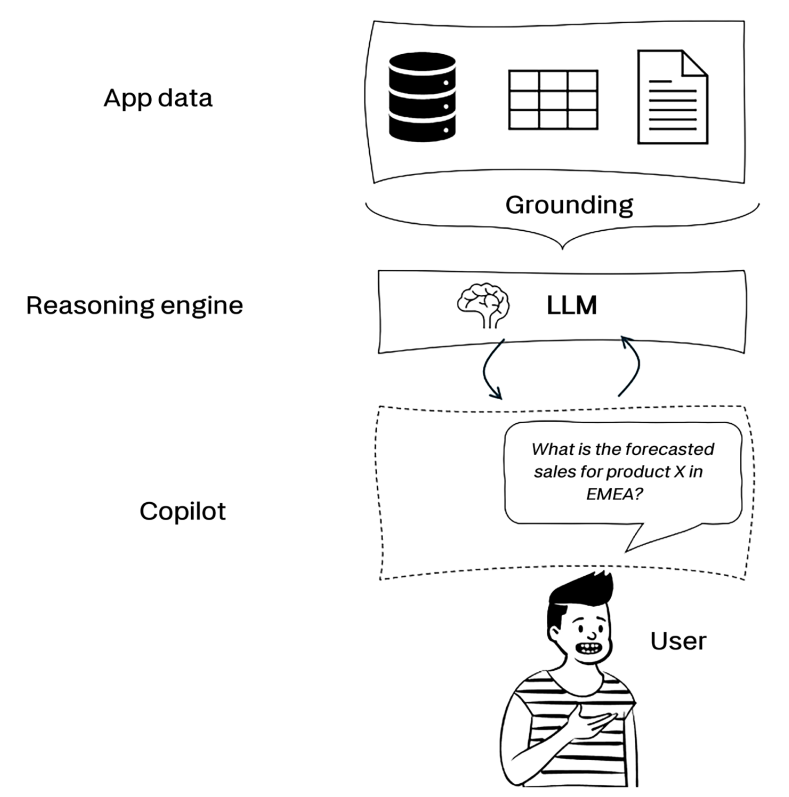 App data
Grounding
Reasoning engine
LLM
What is the forecasted
sales for product X in
EMEA?
Copilot
User